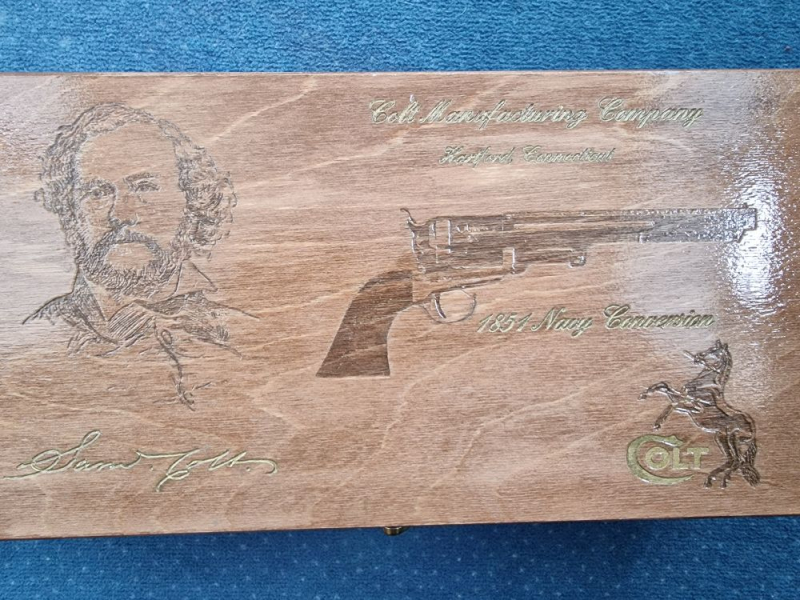 Colt Manufacturing Company
Hartford, Connecticut
1851 Navy Conversion
Sam. Colt
COLT